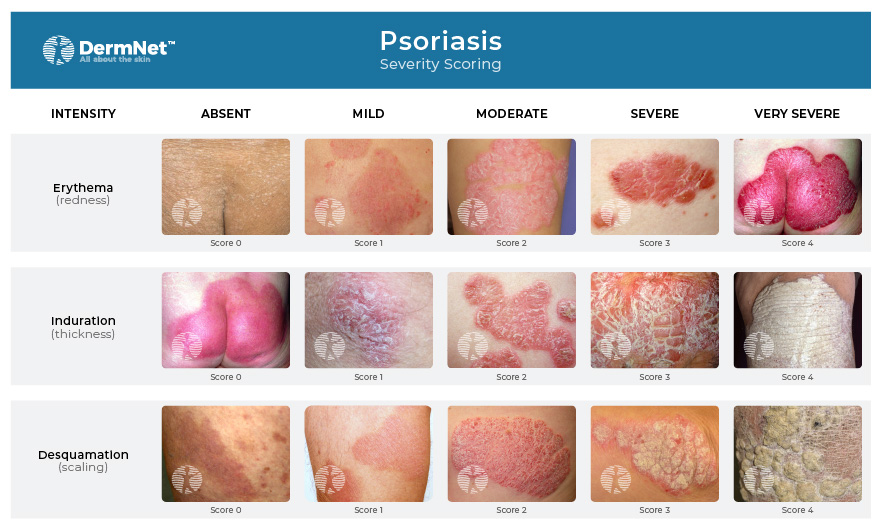 DermNet™
All about the skin
Psoriasis
Severity Scoring
INTENSITY ABSENT MILD MODERATE SEVERE VERY SEVERE
Erythema
(redness)
Score 0 Score 1 Score 2 Score 3 Score 4
Induration
(thickness)
Score 0 Score 1 Score 2 Score 3 Score 4
Desquamation
(scaling)
Score 0 Score 1 Score 2 Score 3 Score 4